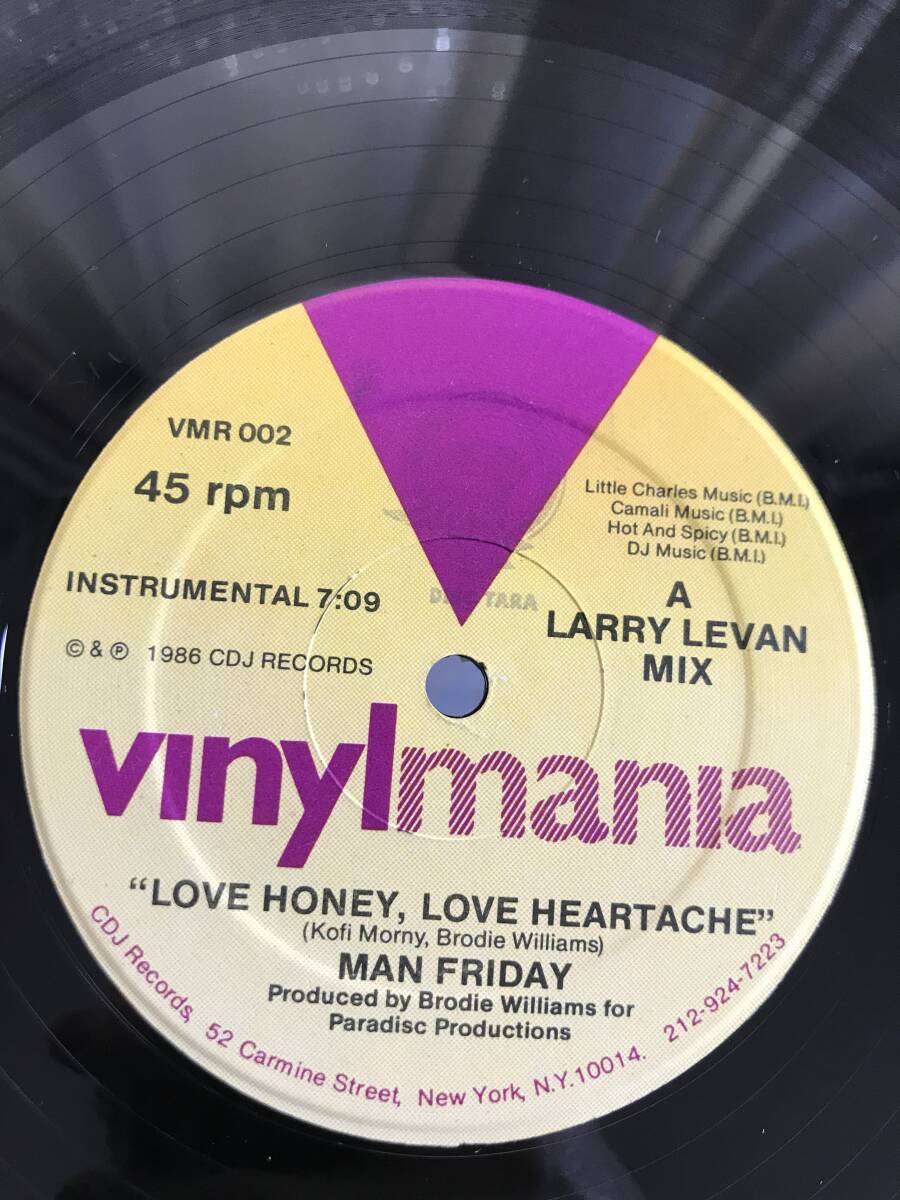 VMR 002
45 rpm
Little Charles Music (B.M.I.)
Camali Music (B.M.I.)
Hot And Spicy (B.M.I.)
DJ Music (B.M.I.)
INSTRUMENTAL 7:09
© & ℗ 1986 CDJ RECORDS
A
LARRY LEVAN
MIX
vinylmania
“LOVE HONEY, LOVE HEARTACHE”
(Kofi Morny, Brodie Williams)
MAN FRIDAY
Produced by Brodie Williams for
Paradisc Productions
CDJ Records, 52 Carmine Street, New York, N.Y. 10014. 212-924-7223